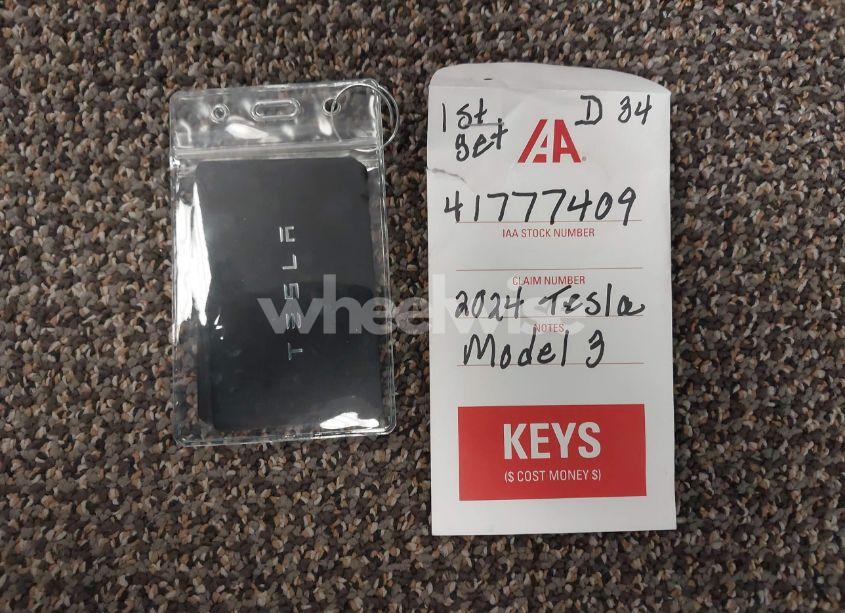 TESLA
1st set
D 34
IAA
41777409
IAA STOCK NUMBER
CLAIM NUMBER
2024 Tesla
NOTES
Model 3
KEYS
($ COST MONEY $)
wheelwise